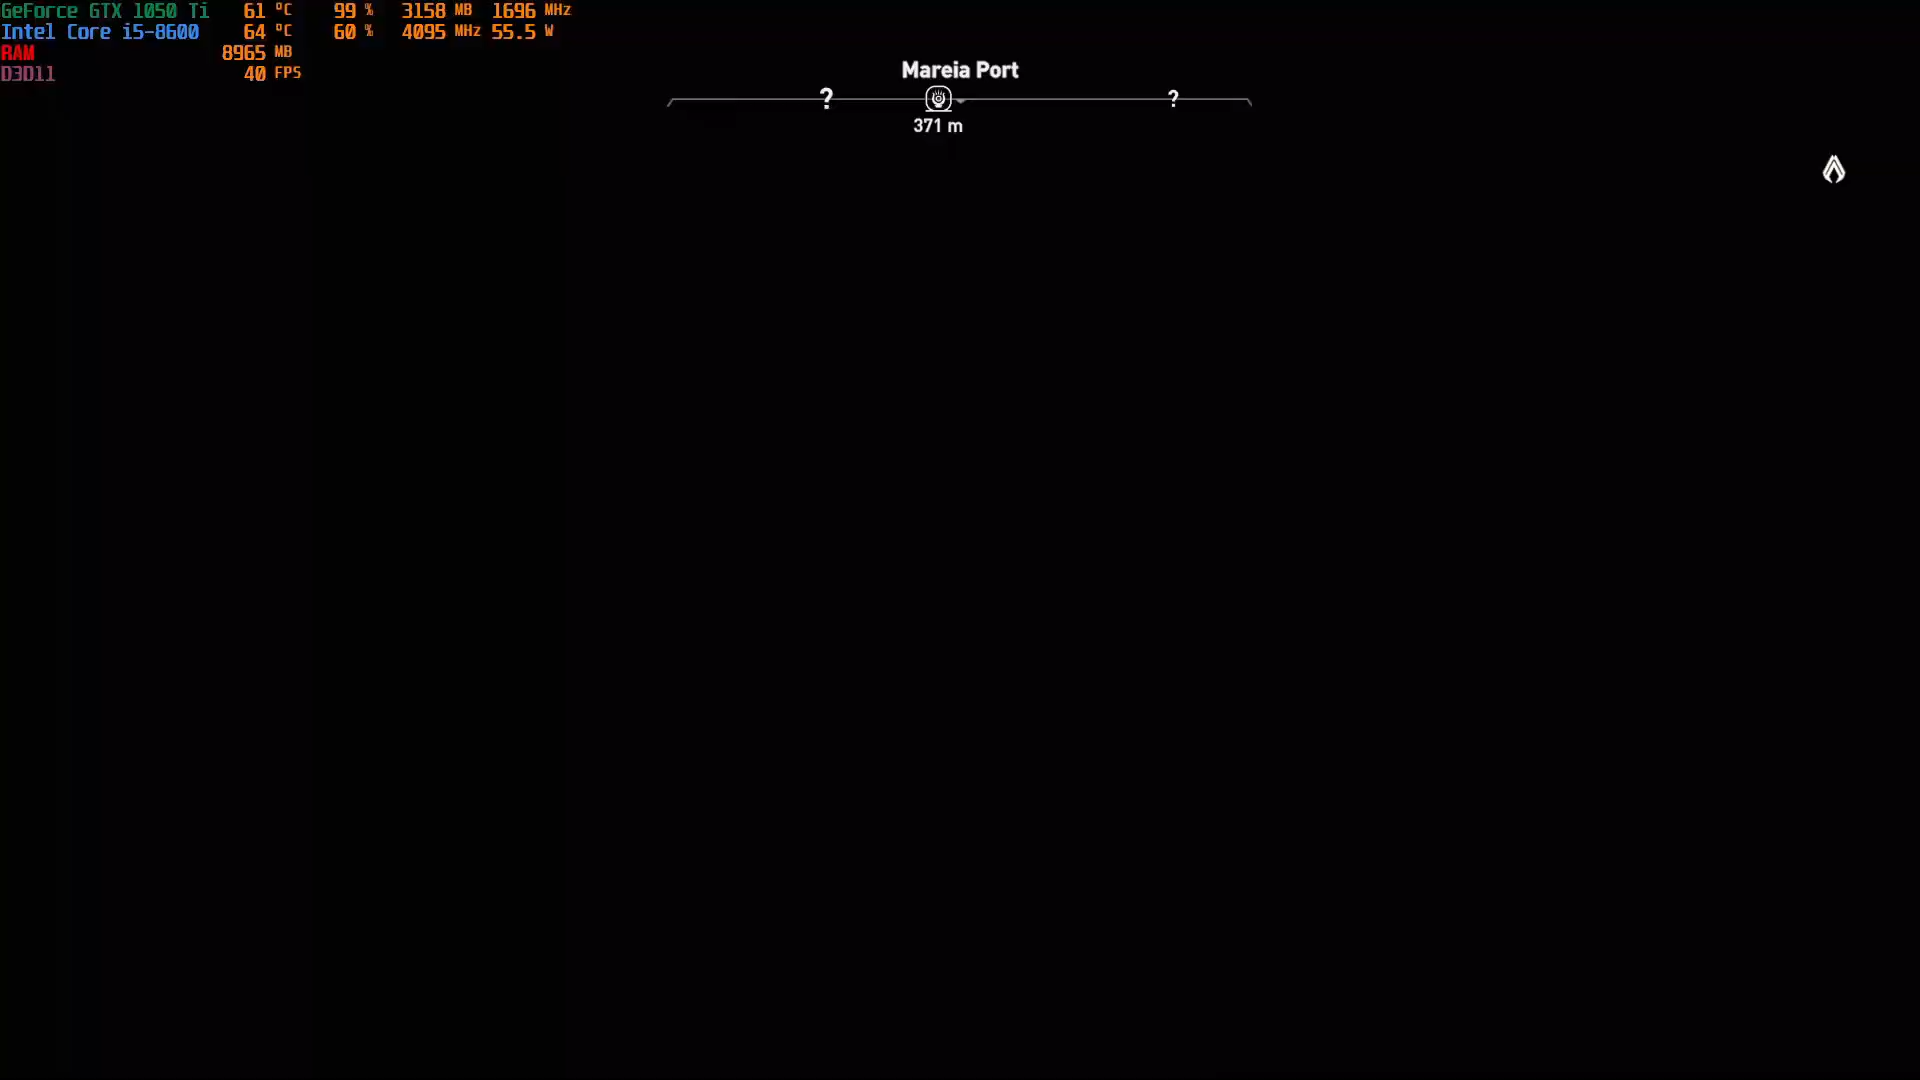 GeForce GTX 1050 Ti 61 °C 99 % 3158 MB 1696 MHz
Intel Core i5-8600 64 °C 60 % 4095 MHz 55.5 W
RAM 8965 MB
D3D11 40 FPS
Mareia Port
? ?
371 m